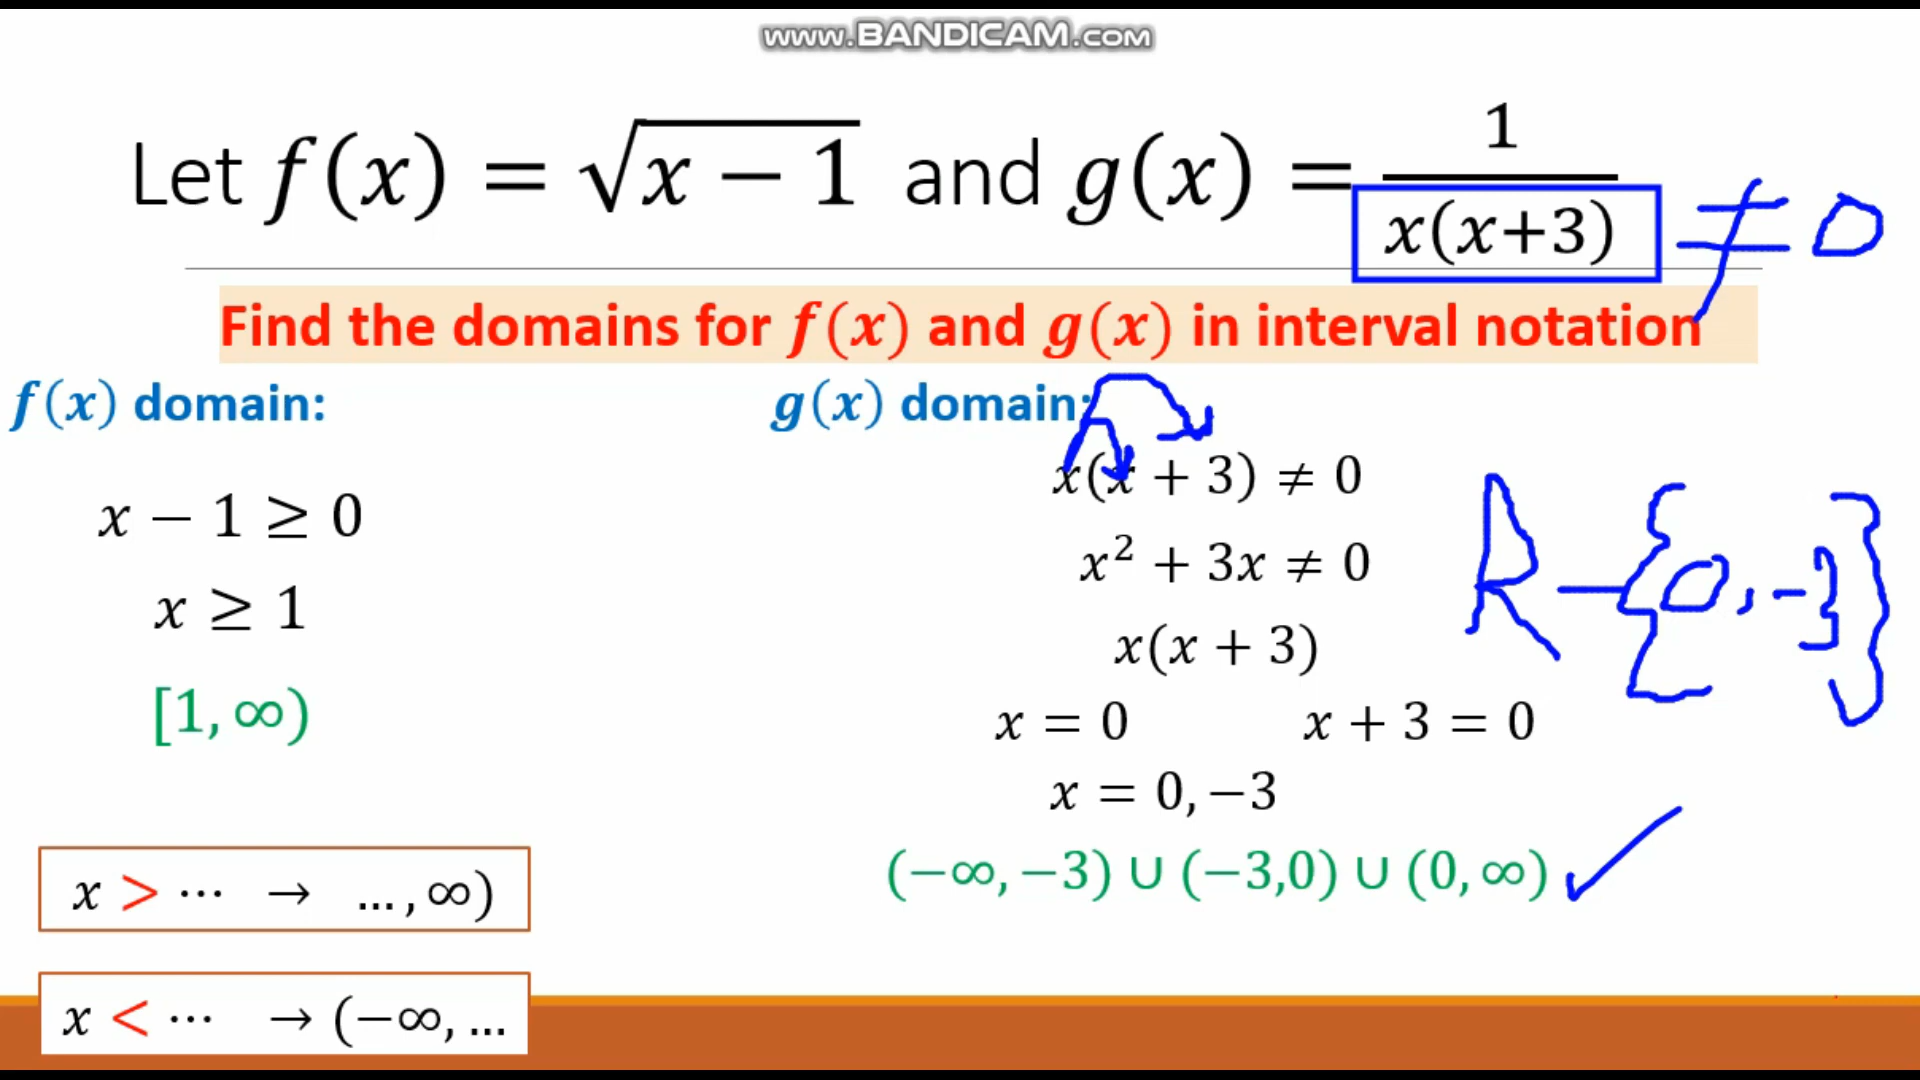 www.BANDICAM.com
Let f(x) = √x − 1 and g(x) = 1/x(x+3) ≠ 0
Find the domains for f(x) and g(x) in interval notation
f(x) domain:
x − 1 ≥ 0
x ≥ 1
[1, ∞)
x > ⋯ → …, ∞)
x < ⋯ → (−∞, …
g(x) domain:
x(x + 3) ≠ 0
x² + 3x ≠ 0
x(x + 3)
x = 0 x + 3 = 0
x = 0, −3
(−∞, −3) ∪ (−3,0) ∪ (0, ∞)
R − {0, -3}